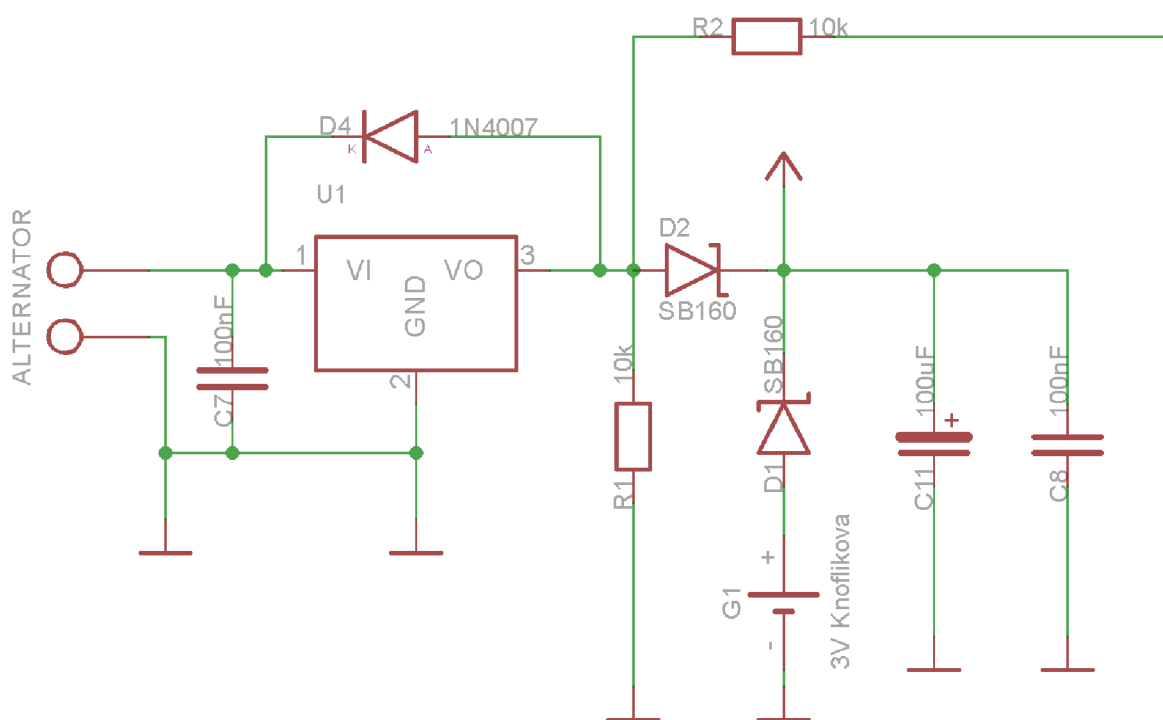 R2
10k
D4
1N4007
K
A
U1
ALTERNATOR
1
VI
VO
3
GND
2
100nF
C7
D2
SB160
10k
R1
SB160
D1
G1
+
-
3V Knoflikova
100uF
+
C11
100nF
C8